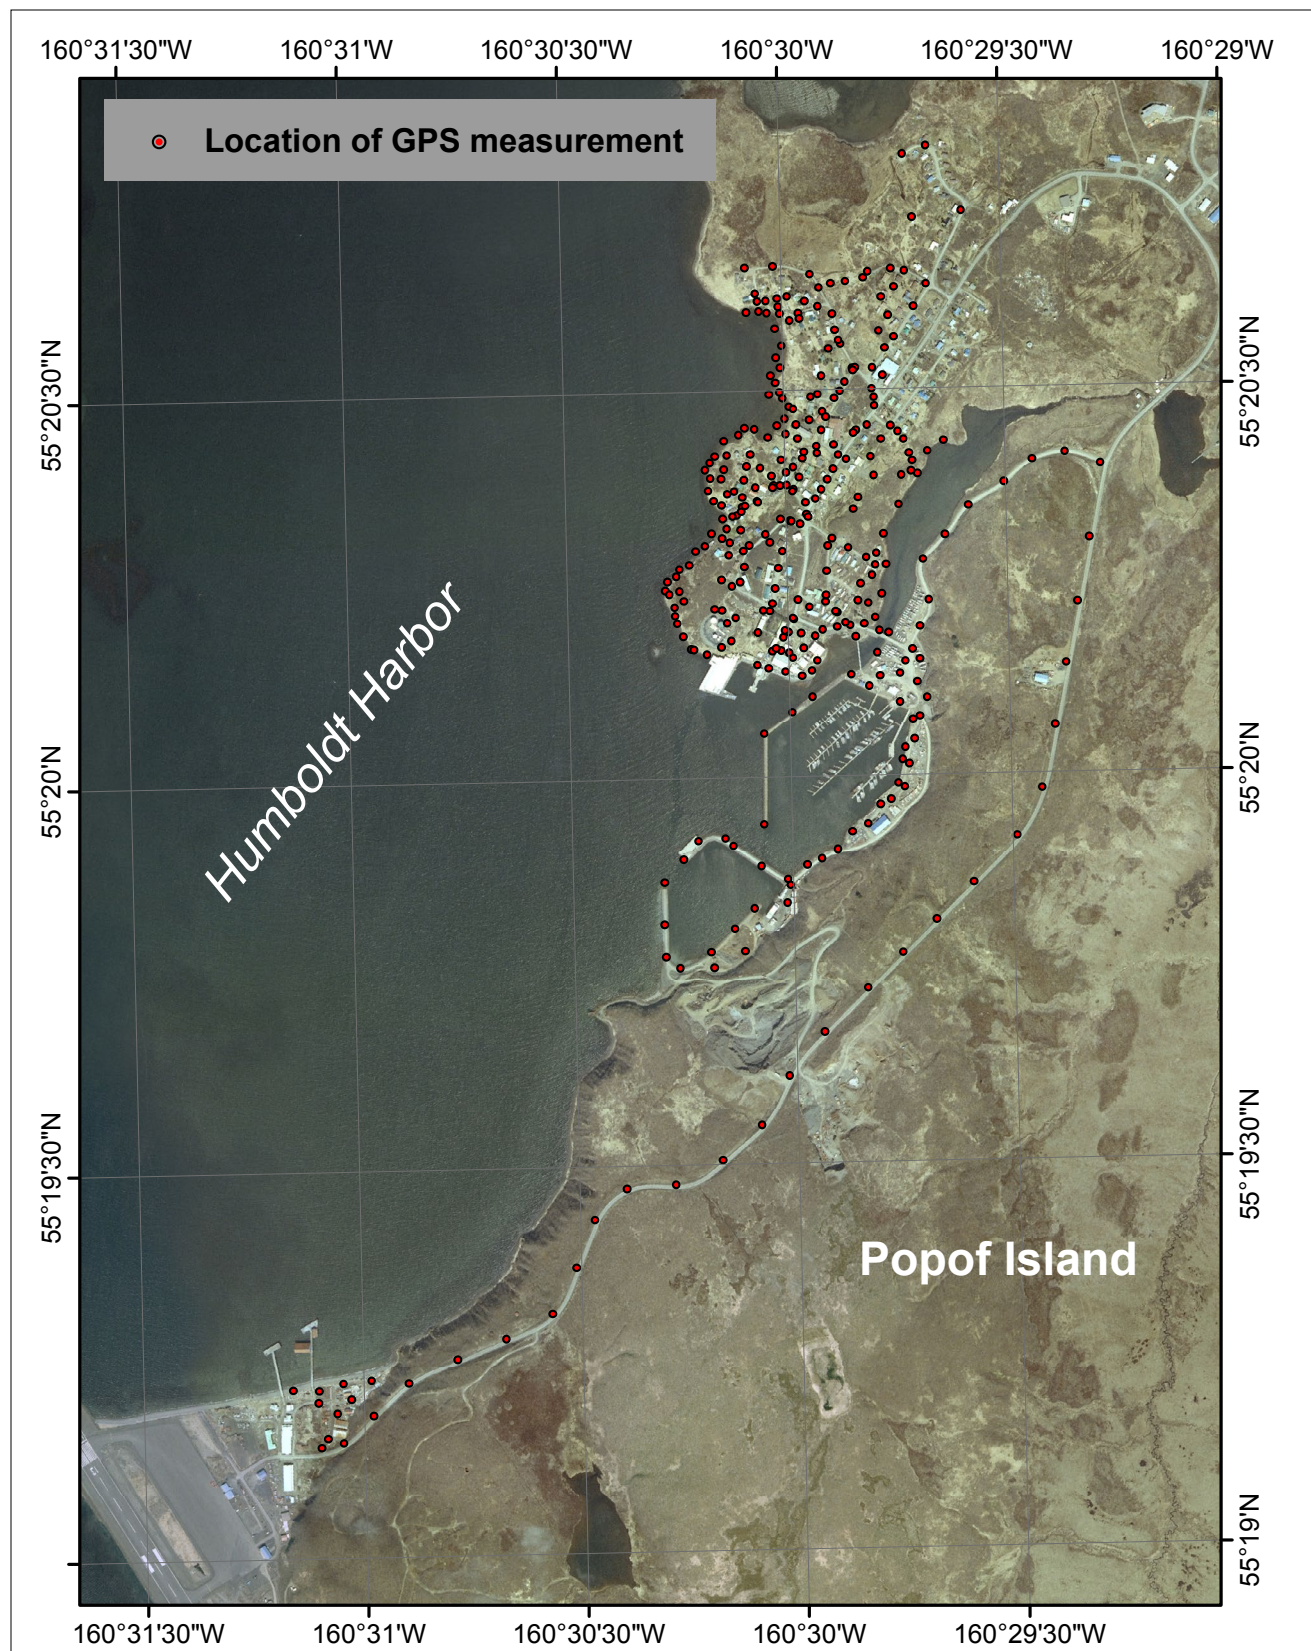 160°31'30"W 160°31'W 160°30'30"W 160°30'W 160°29'30"W 160°29'W
Location of GPS measurement
55°20'30"N 55°20'30"N
Humboldt Harbor
55°20'N 55°20'N
55°19'30"N 55°19'30"N
Popof Island
55°19'N
160°31'30"W 160°31'W 160°30'30"W 160°30'W 160°29'30"W